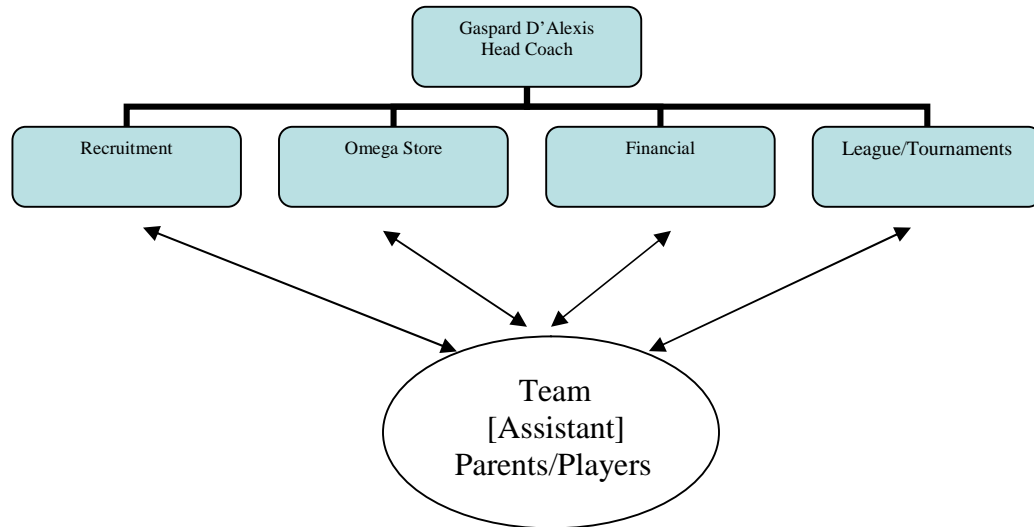 Gaspard D’Alexis
Head Coach
Recruitment
Omega Store
Financial
League/Tournaments
Team
[Assistant]
Parents/Players